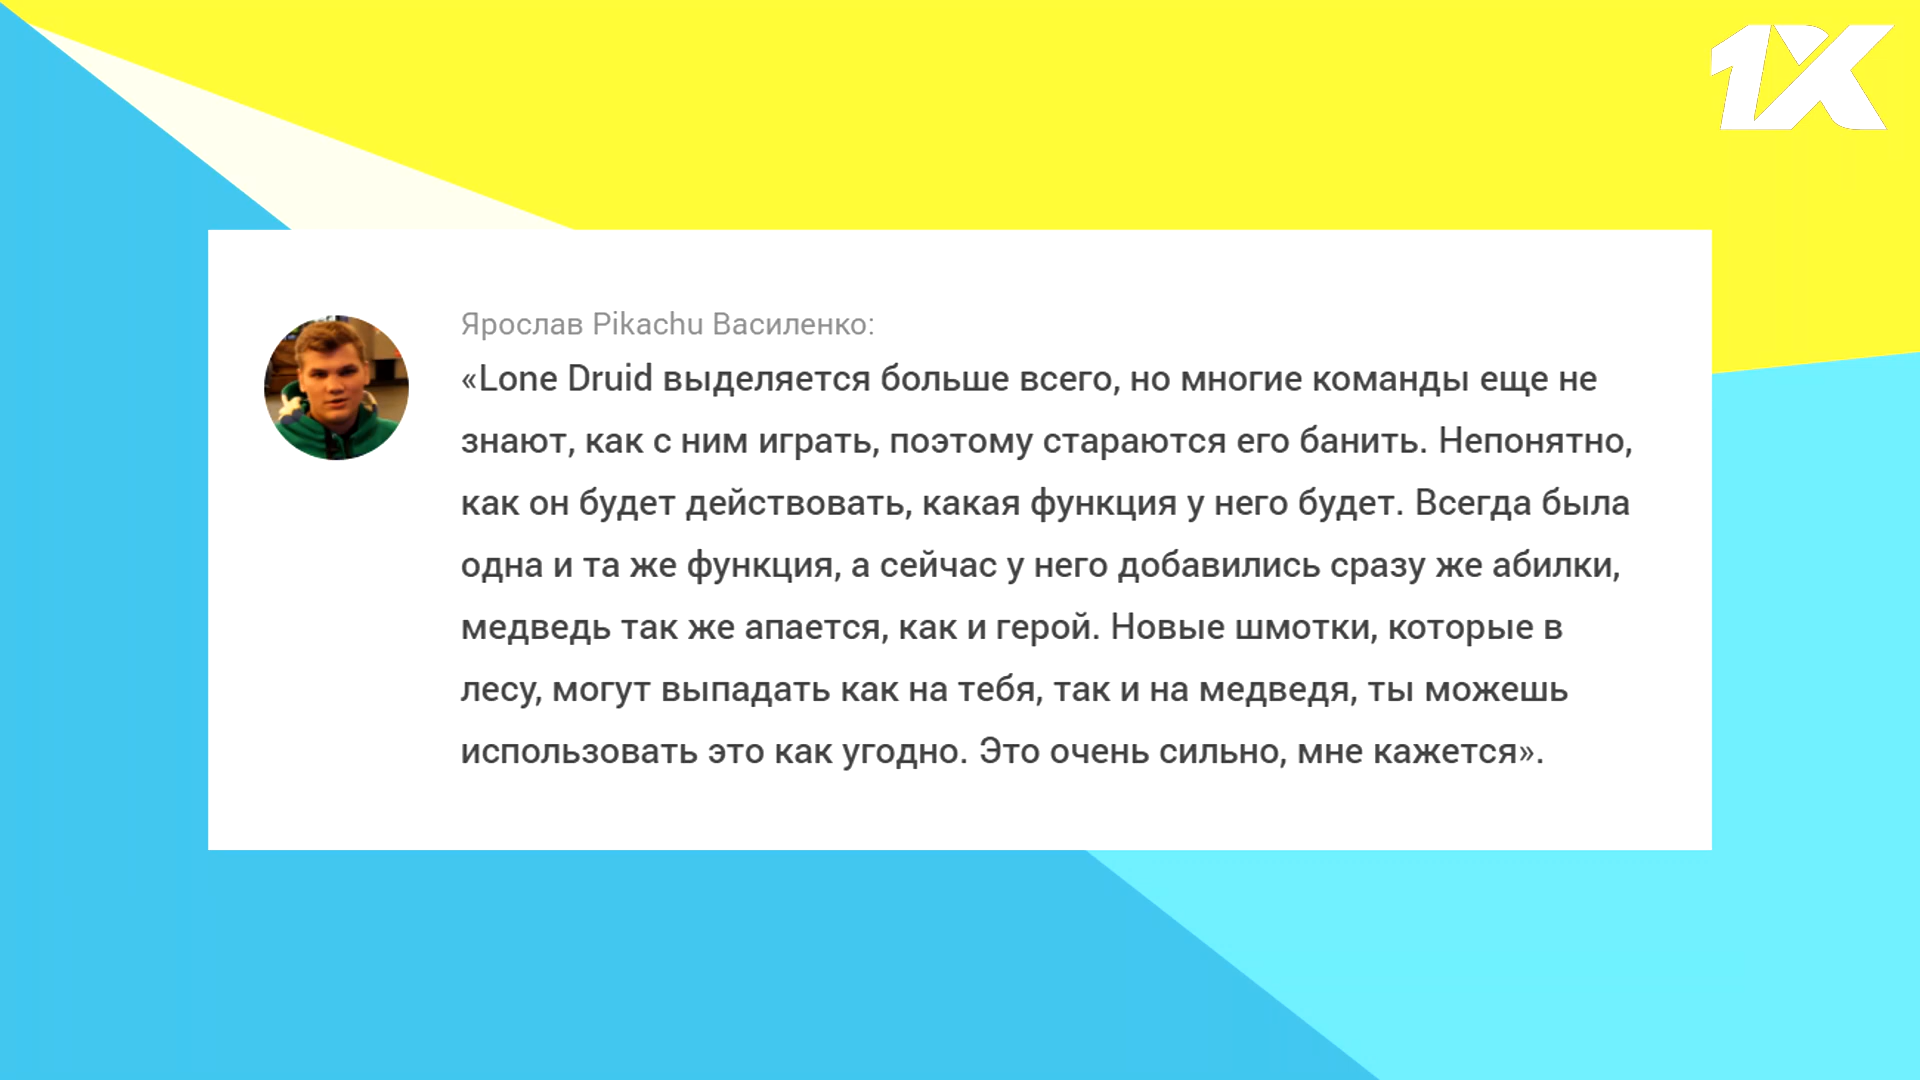 1X
Ярослав Pikachu Василенко:
«Lone Druid выделяется больше всего, но многие команды еще не
знают, как с ним играть, поэтому стараются его банить. Непонятно,
как он будет действовать, какая функция у него будет. Всегда была
одна и та же функция, а сейчас у него добавились сразу же абилки,
медведь так же апается, как и герой. Новые шмотки, которые в
лесу, могут выпадать как на тебя, так и на медведя, ты можешь
использовать это как угодно. Это очень сильно, мне кажется».